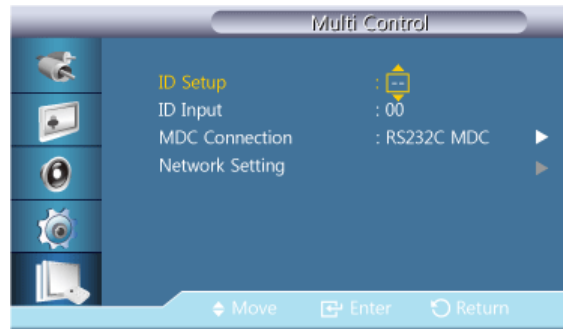 Multi Control
ID Setup : --
ID Input : 00
MDC Connection : RS232C MDC
Network Setting
Move Enter Return